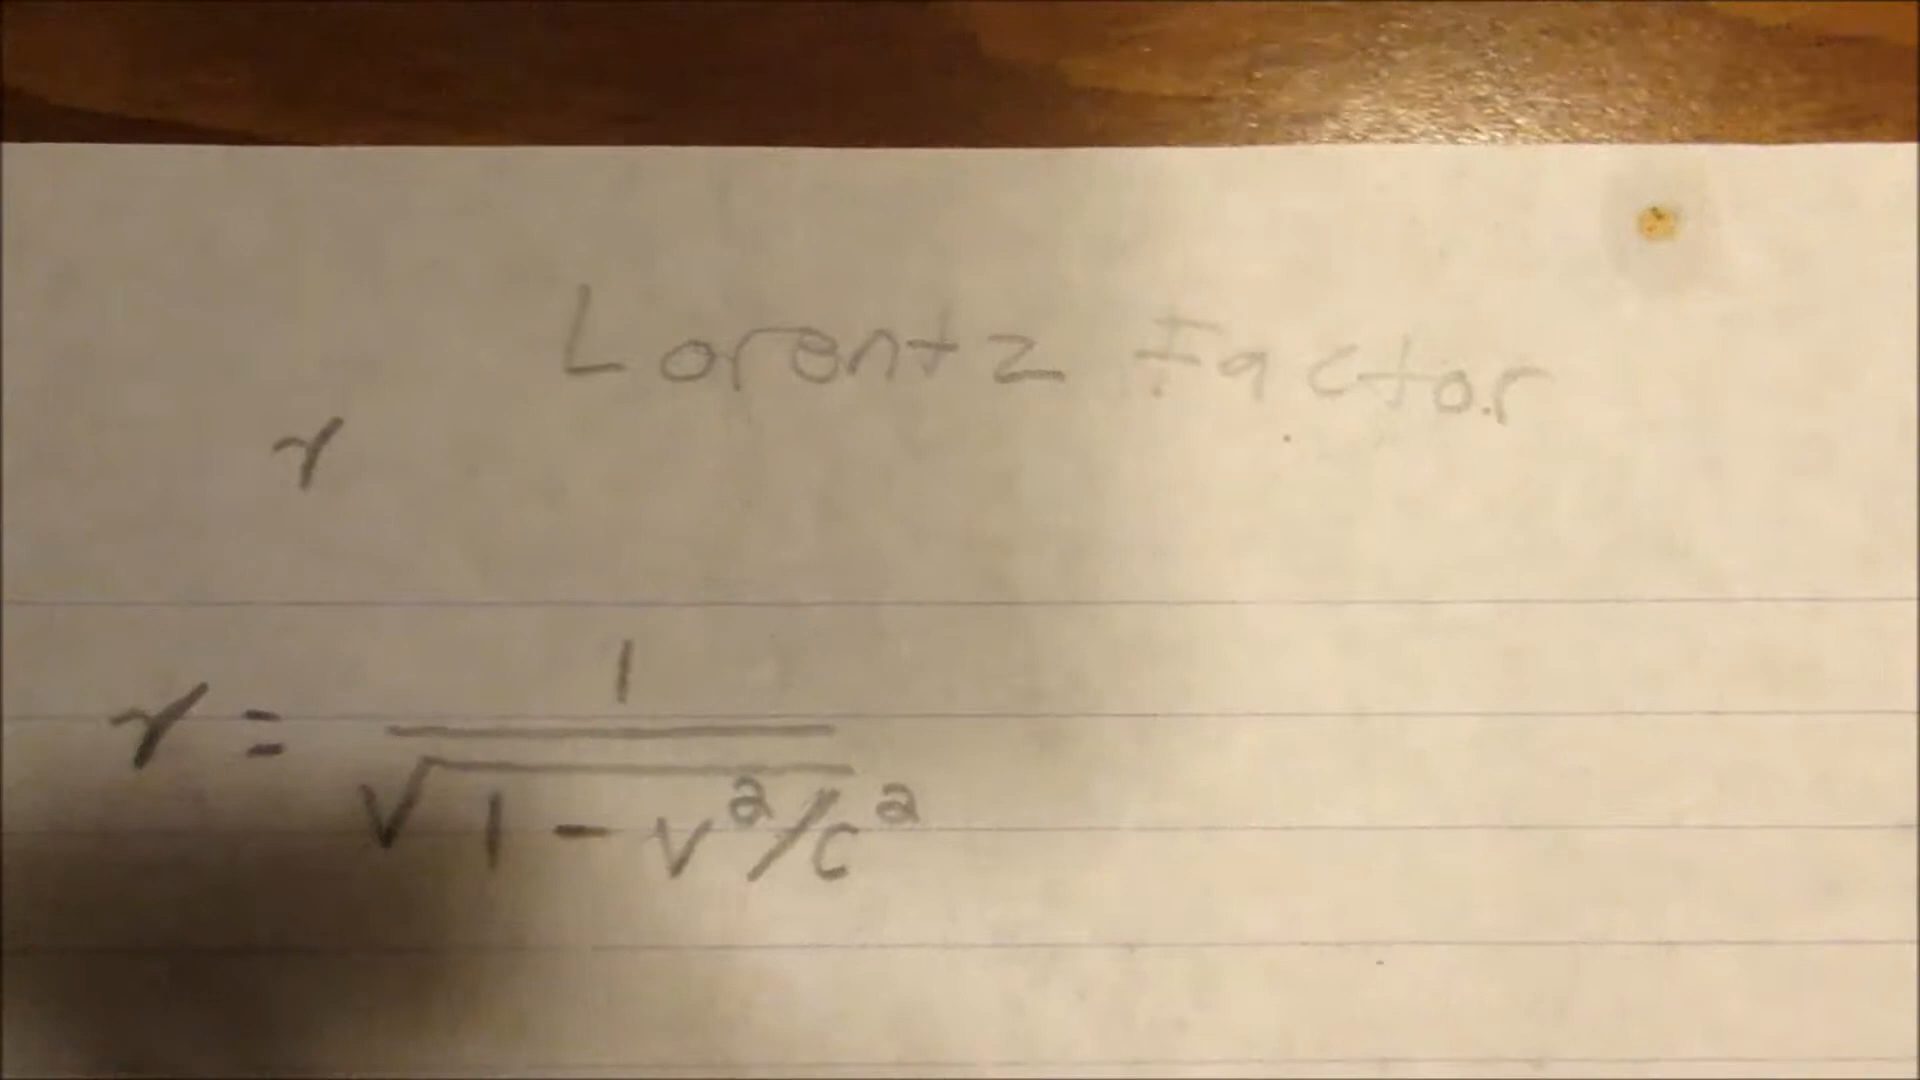 Lorentz Factor
γ
γ = 1 / √1 - v²/c²